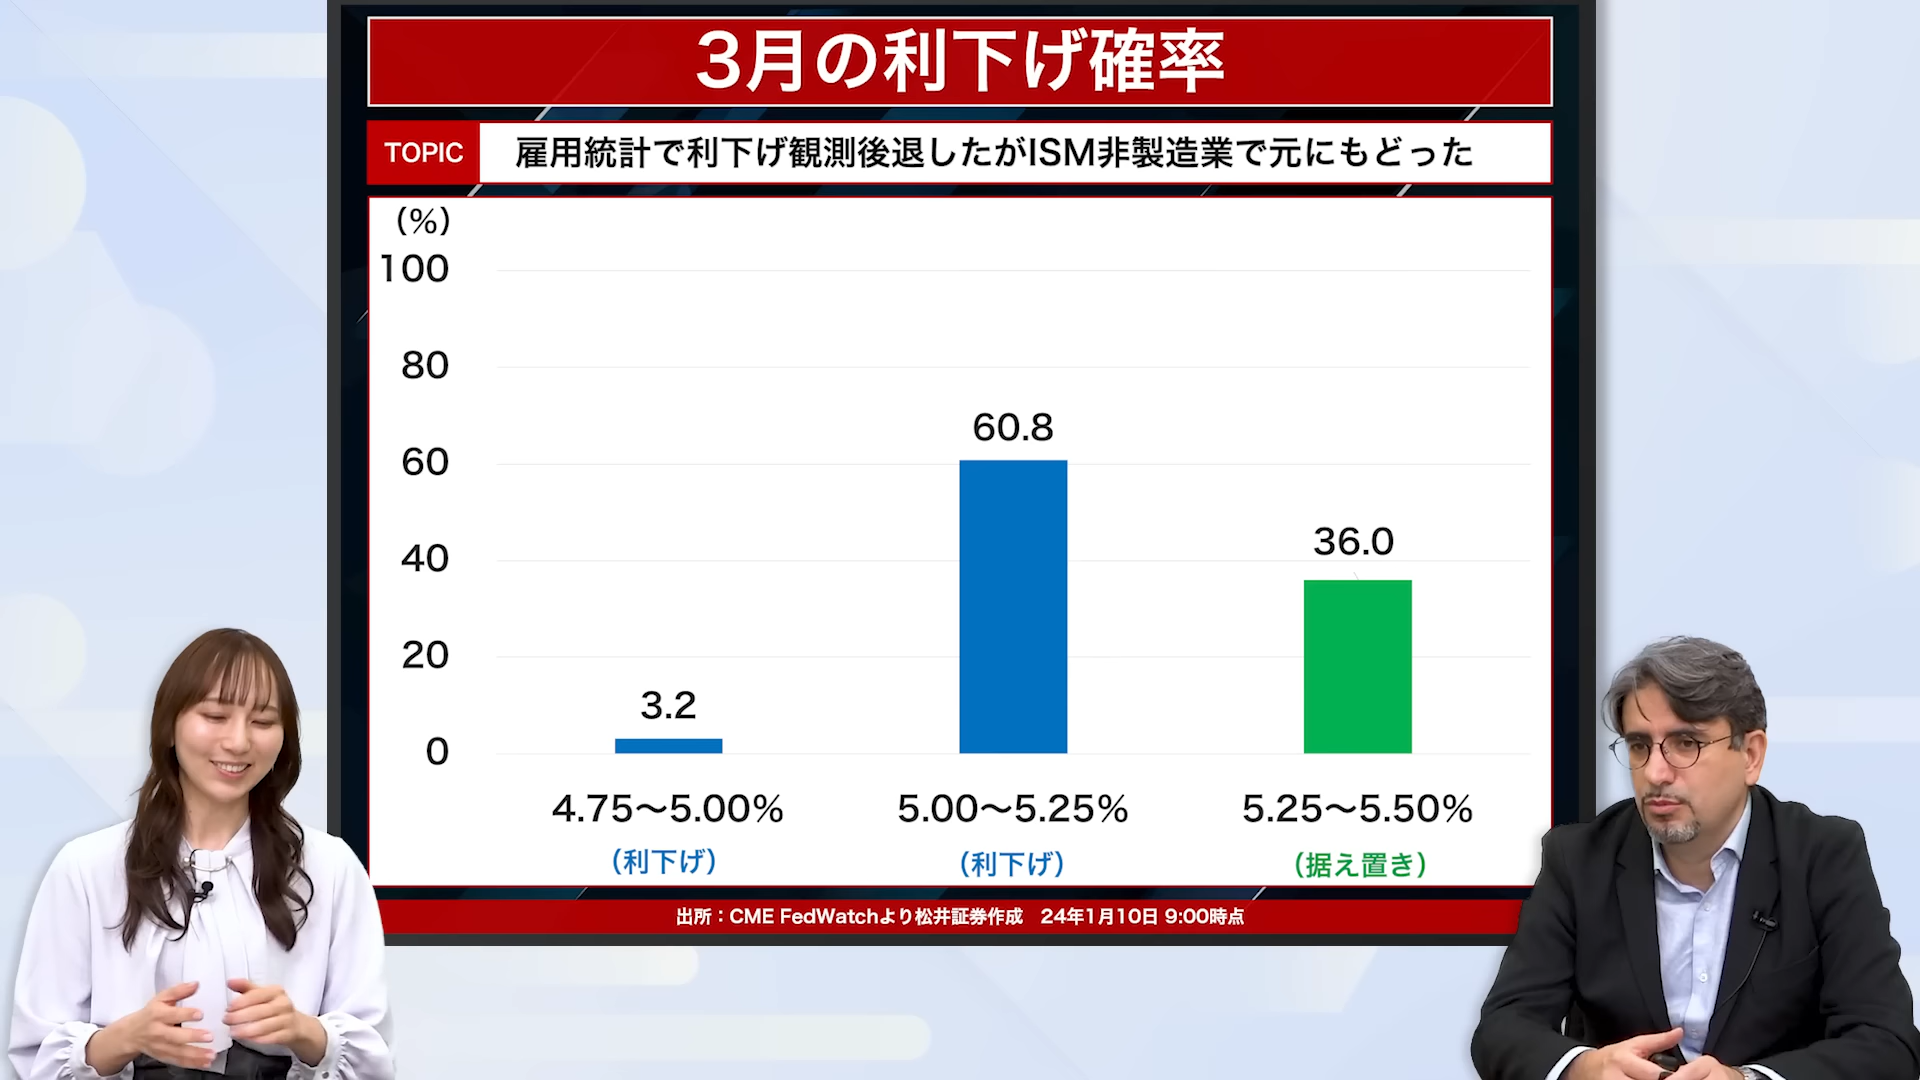 3月の利下げ確率
TOPIC 雇用統計で利下げ観測後退したがISM非製造業で元にもどった
(%)
100
80
60
40
20
0
3.2
60.8
36.0
4.75〜5.00% 5.00〜5.25% 5.25〜5.50%
(利下げ) (利下げ) (据え置き)
出所：CME FedWatchより松井証券作成　24年1月10日 9:00時点